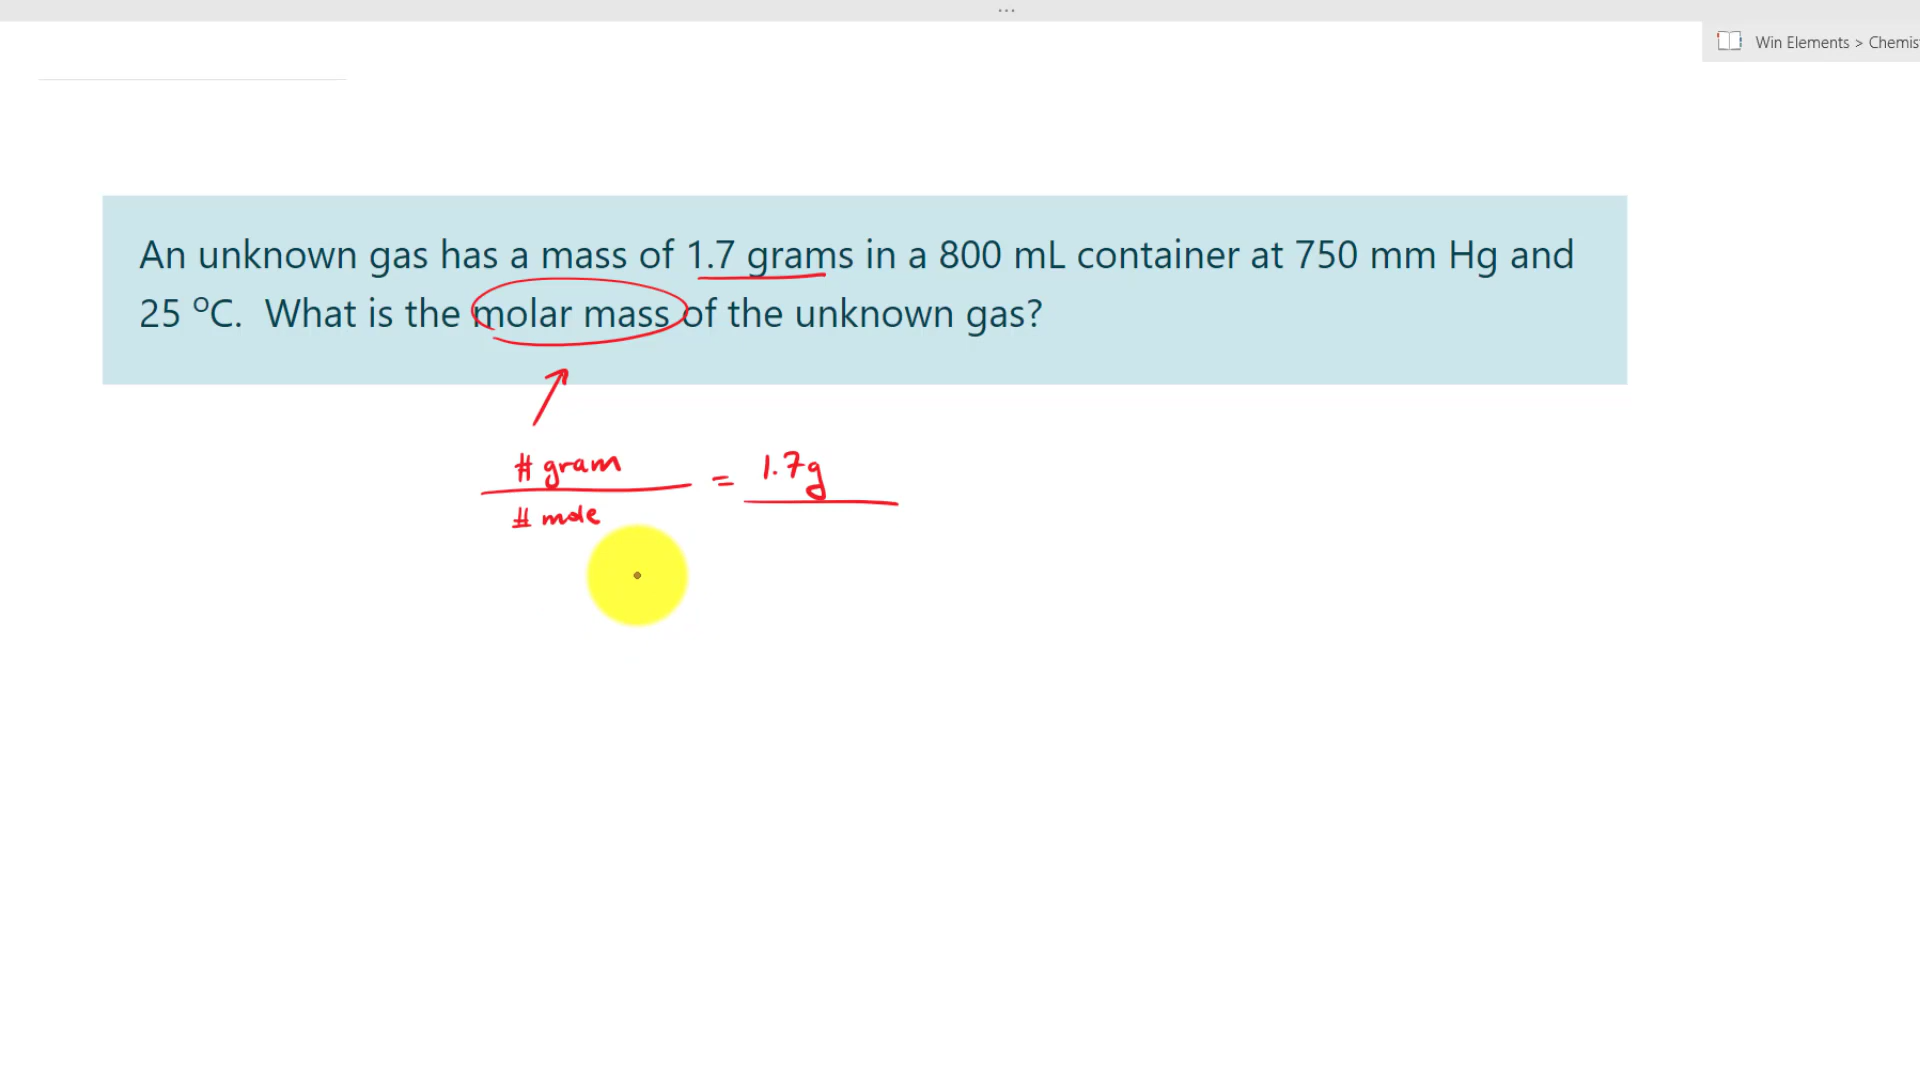 Win Elements > Chemis
An unknown gas has a mass of 1.7 grams in a 800 mL container at 750 mm Hg and
25 °C. What is the molar mass of the unknown gas?
# gram = 1.7g
# mole